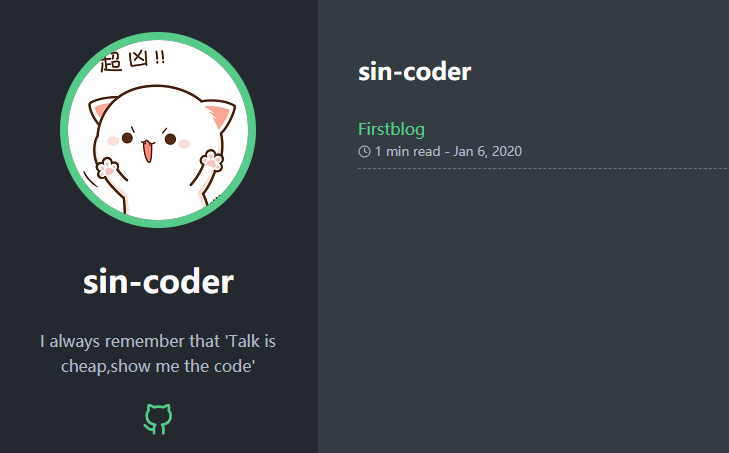 超凶!!
sin-coder
I always remember that 'Talk is
cheap,show me the code'
sin-coder
Firstblog
1 min read - Jan 6, 2020